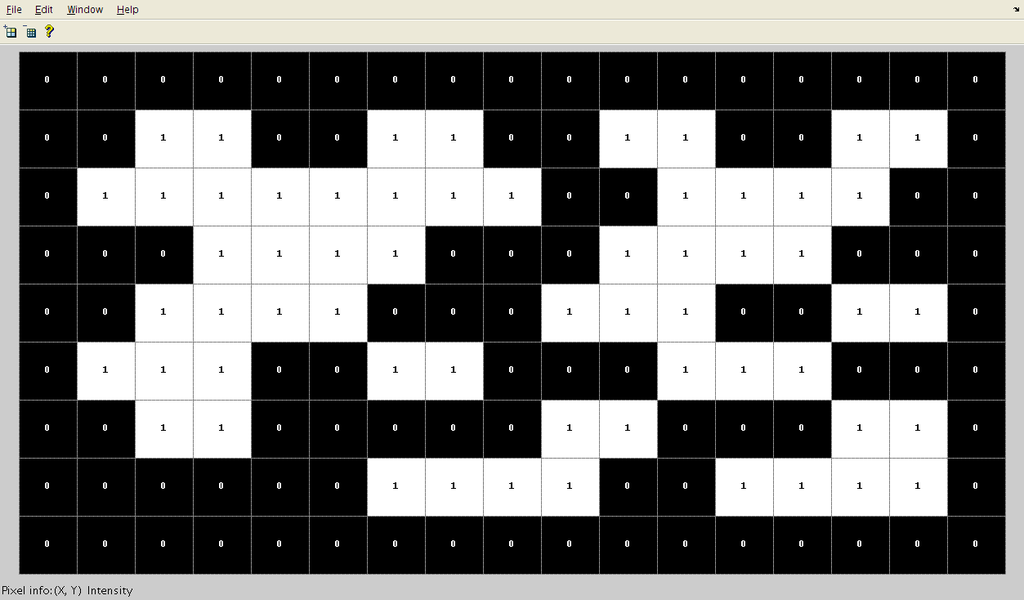 File Edit Window Help
0 0 0 0 0 0 0 0 0 0 0 0 0 0 0 0 0
0 0 1 1 0 0 1 1 0 0 1 1 0 0 1 1 0
0 1 1 1 1 1 1 1 1 0 0 1 1 1 1 0 0
0 0 0 1 1 1 1 0 0 0 1 1 1 1 0 0 0
0 0 1 1 1 1 0 0 0 1 1 1 0 0 1 1 0
0 1 1 1 0 0 1 1 0 0 0 1 1 1 0 0 0
0 0 1 1 0 0 0 0 0 1 1 0 0 0 1 1 0
0 0 0 0 0 0 1 1 1 1 0 0 1 1 1 1 0
0 0 0 0 0 0 0 0 0 0 0 0 0 0 0 0 0
Pixel info: (X, Y) Intensity